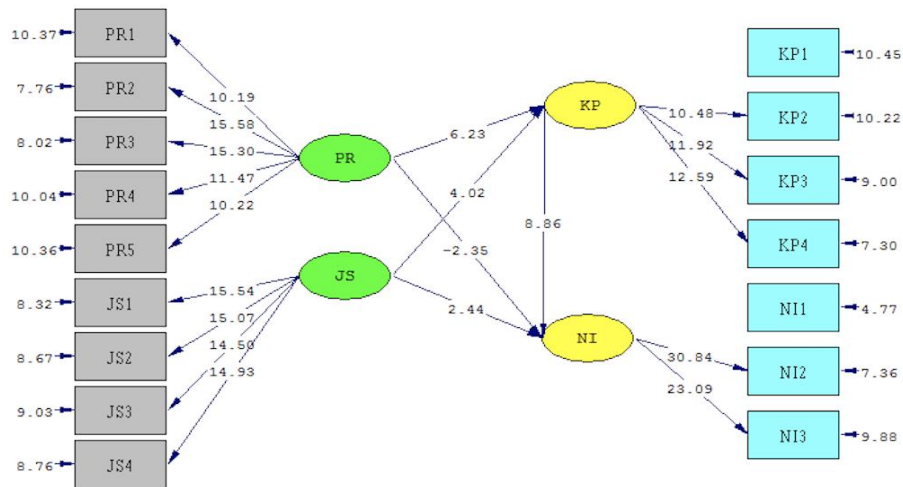 10.37 PR1
7.76 PR2
8.02 PR3
10.04 PR4
10.36 PR5
8.32 JS1
8.67 JS2
9.03 JS3
8.76 JS4
10.19
15.58
15.30
11.47
10.22
15.54
15.07
14.50
14.93
PR
JS
6.23
4.02
-2.35
2.44
8.86
KP
NI
10.48
11.92
12.59
30.84
23.09
KP1 10.45
KP2 10.22
KP3 9.00
KP4 7.30
NI1 4.77
NI2 7.36
NI3 9.88